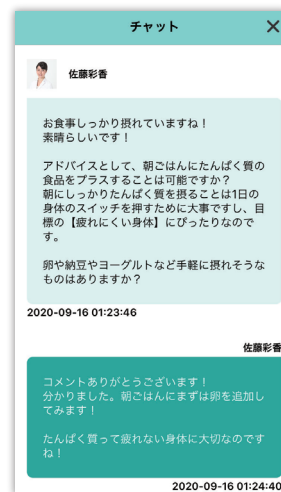 チャット
佐藤彩香
お食事しっかり摂れていますね！
素晴らしいです！
アドバイスとして、朝ごはんにたんぱく質の
食品をプラスすることは可能ですか？
朝にしっかりたんぱく質を摂ることは1日の
身体のスイッチを押すために大事ですし、目
標の【疲れにくい身体】にぴったりなので
す。
卵や納豆やヨーグルトなど手軽に摂れそうな
ものはありますか？
2020-09-16 01:23:46
佐藤彩香
コメントありがとうございます！
分かりました。朝ごはんにまずは卵を追加し
てみます！
たんぱく質って疲れない身体に大切なのです
ね！
2020-09-16 01:24:40